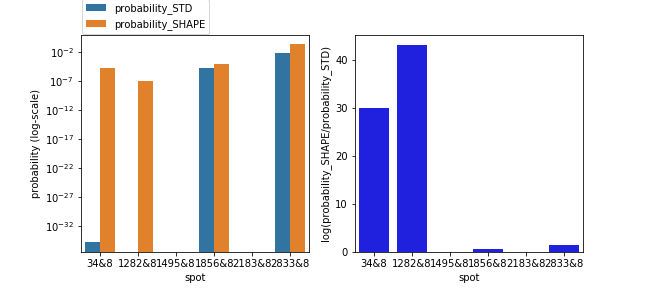 probability_STD
probability_SHAPE
probability (log-scale)
10^-2
10^-7
10^-12
10^-17
10^-22
10^-27
10^-32
34&8 1282&8 1495&8 1856&8 2183&8 2833&8
spot
log(probability_SHAPE/probability_STD)
40
30
20
10
0
34&8 1282&8 1495&8 1856&8 2183&8 2833&8
spot